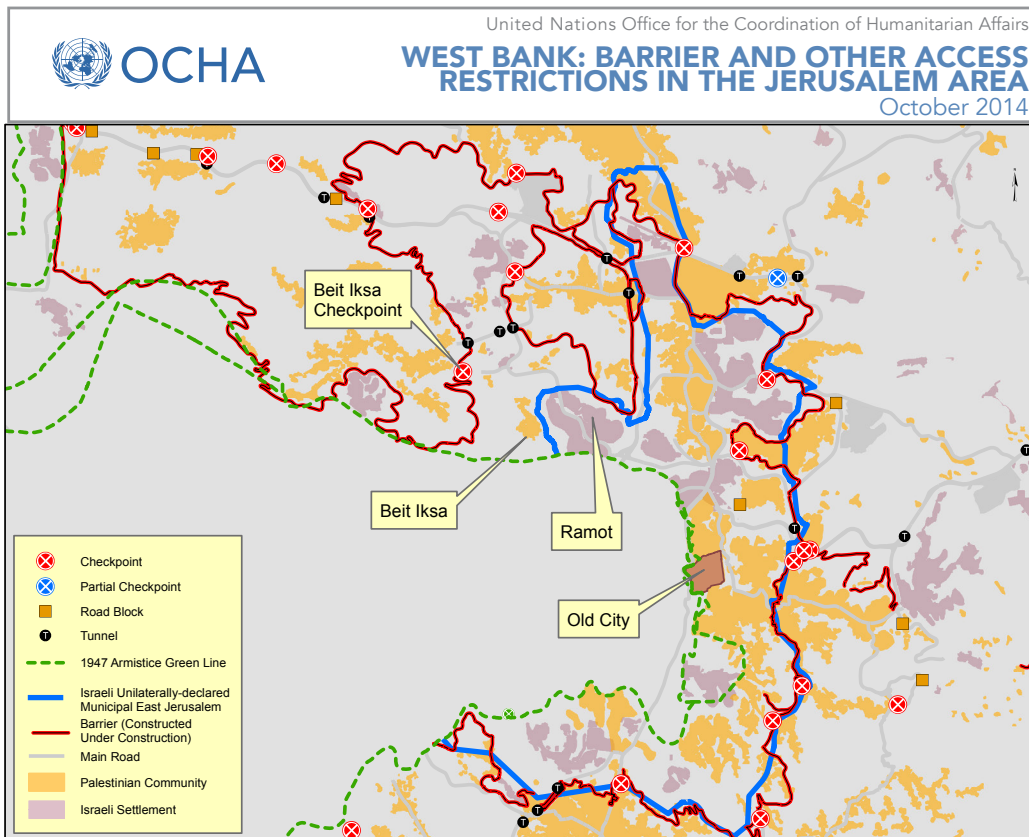 United Nations Office for the Coordination of Humanitarian Affairs
OCHA
WEST BANK: BARRIER AND OTHER ACCESS
RESTRICTIONS IN THE JERUSALEM AREA
October 2014
Beit Iksa
Checkpoint
Beit Iksa
Ramot
Old City
Checkpoint
Partial Checkpoint
Road Block
T
Tunnel
1947 Armistice Green Line
Israeli Unilaterally-declared
Municipal East Jerusalem
Barrier (Constructed
Under Construction)
Main Road
Palestinian Community
Israeli Settlement